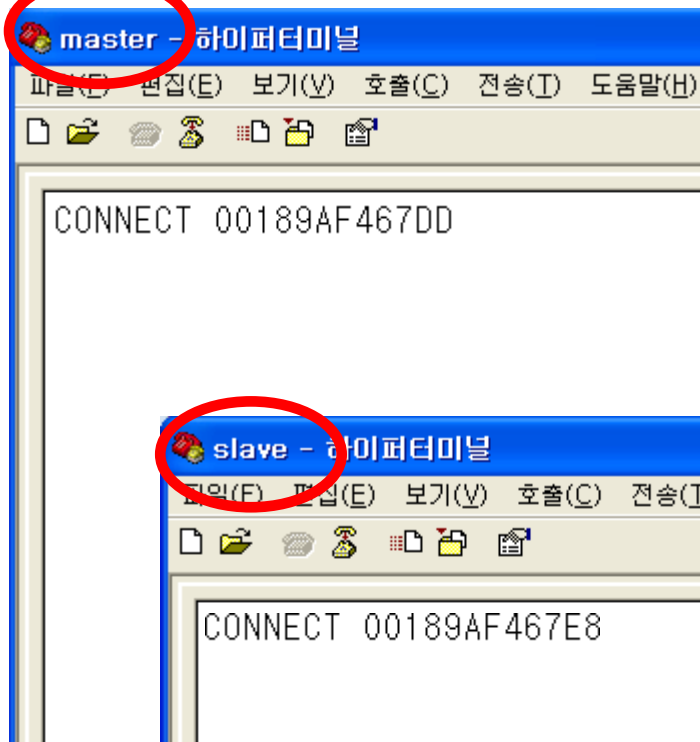 master - 하이퍼터미널
파일(F) 편집(E) 보기(V) 호출(C) 전송(T) 도움말(H)
CONNECT 00189AF467DD
slave - 하이퍼터미널
파일(F) 편집(E) 보기(V) 호출(C) 전송(T
CONNECT 00189AF467E8